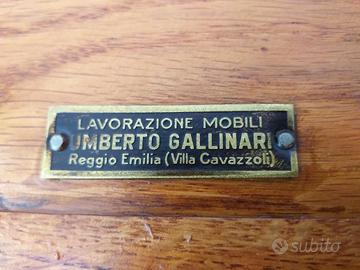 LAVORAZIONE MOBILI
UMBERTO GALLINARI
Reggio Emilia (Villa Cavazzoli)
subito